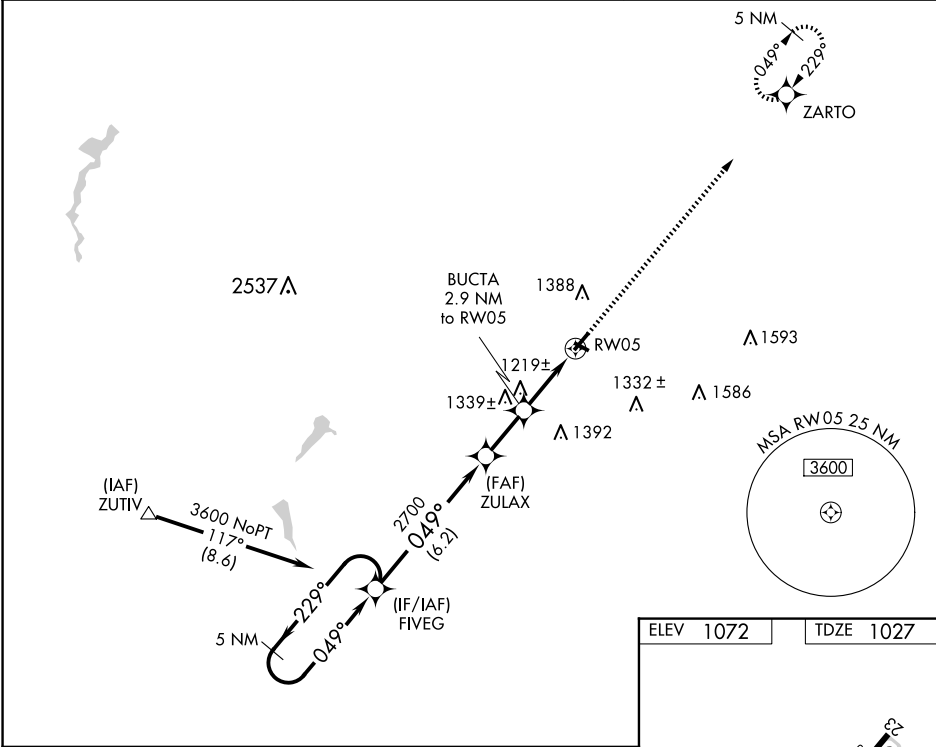 5 NM
049°
229°
ZARTO
2537
BUCTA
2.9 NM
to RW05
1388
RW05
1593
1219±
1339±
1332 ±
1586
1392
MSA RW05 25 NM
3600
(FAF)
ZULAX
(IAF)
ZUTIV
3600 NoPT
117°
(8.6)
2700
049°
(6.2)
229°
049°
5 NM
(IF/IAF)
FIVEG
ELEV 1072
TDZE 1027
23